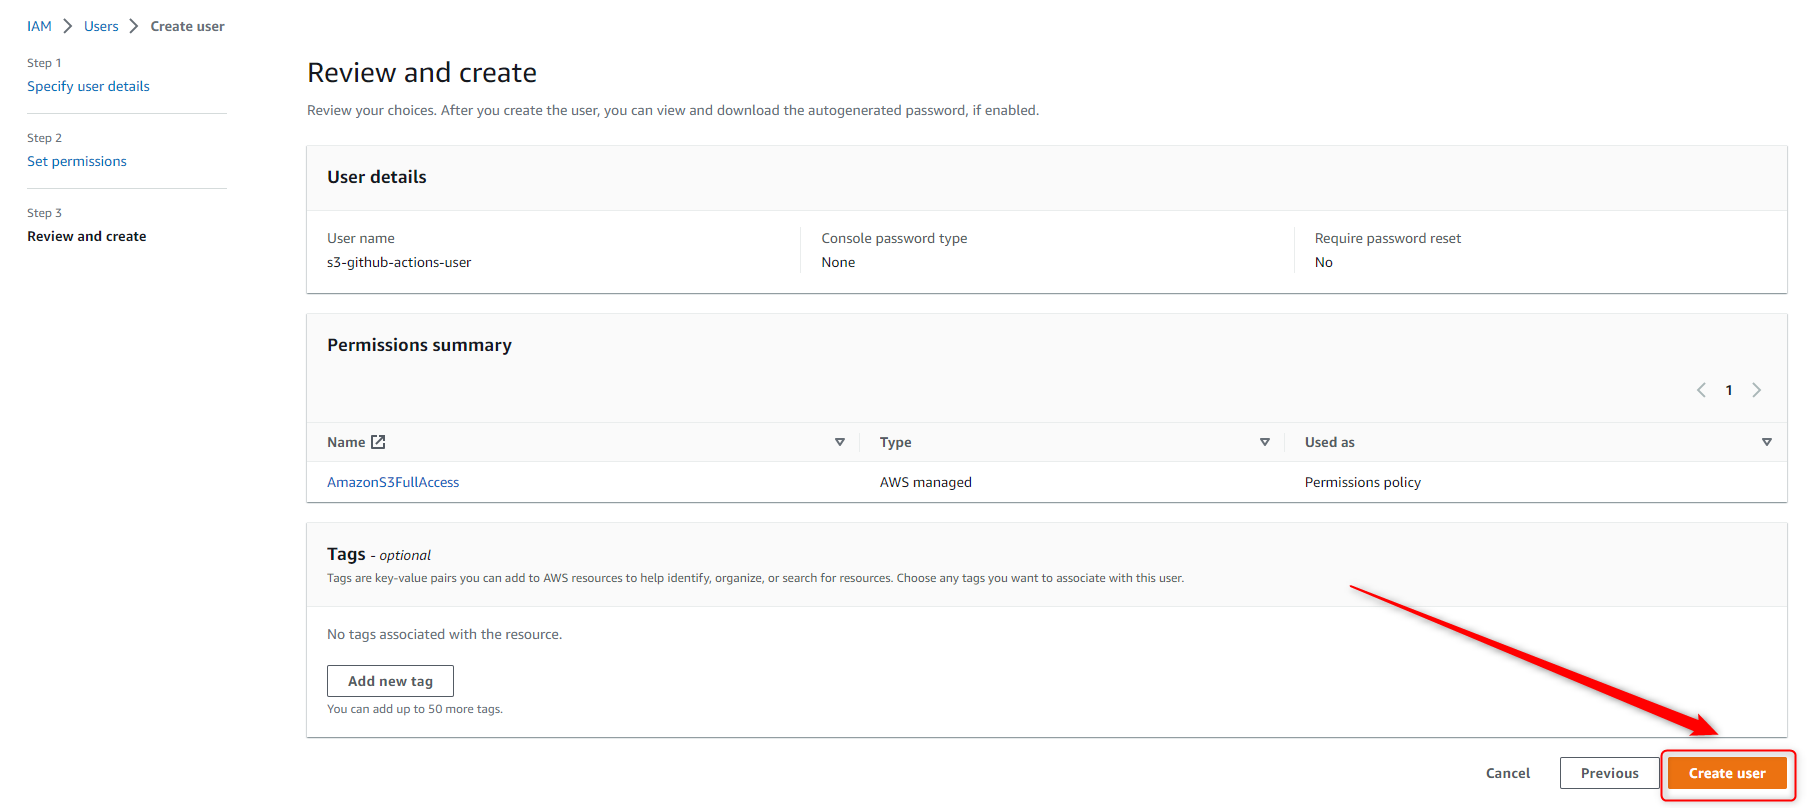 IAM > Users > Create user
Step 1
Specify user details
Step 2
Set permissions
Step 3
Review and create
Review and create
Review your choices. After you create the user, you can view and download the autogenerated password, if enabled.
User details
User name
s3-github-actions-user
Console password type
None
Require password reset
No
Permissions summary
1
Name Type Used as
AmazonS3FullAccess AWS managed Permissions policy
Tags - optional
Tags are key-value pairs you can add to AWS resources to help identify, organize, or search for resources. Choose any tags you want to associate with this user.
No tags associated with the resource.
Add new tag
You can add up to 50 more tags.
Cancel Previous Create user